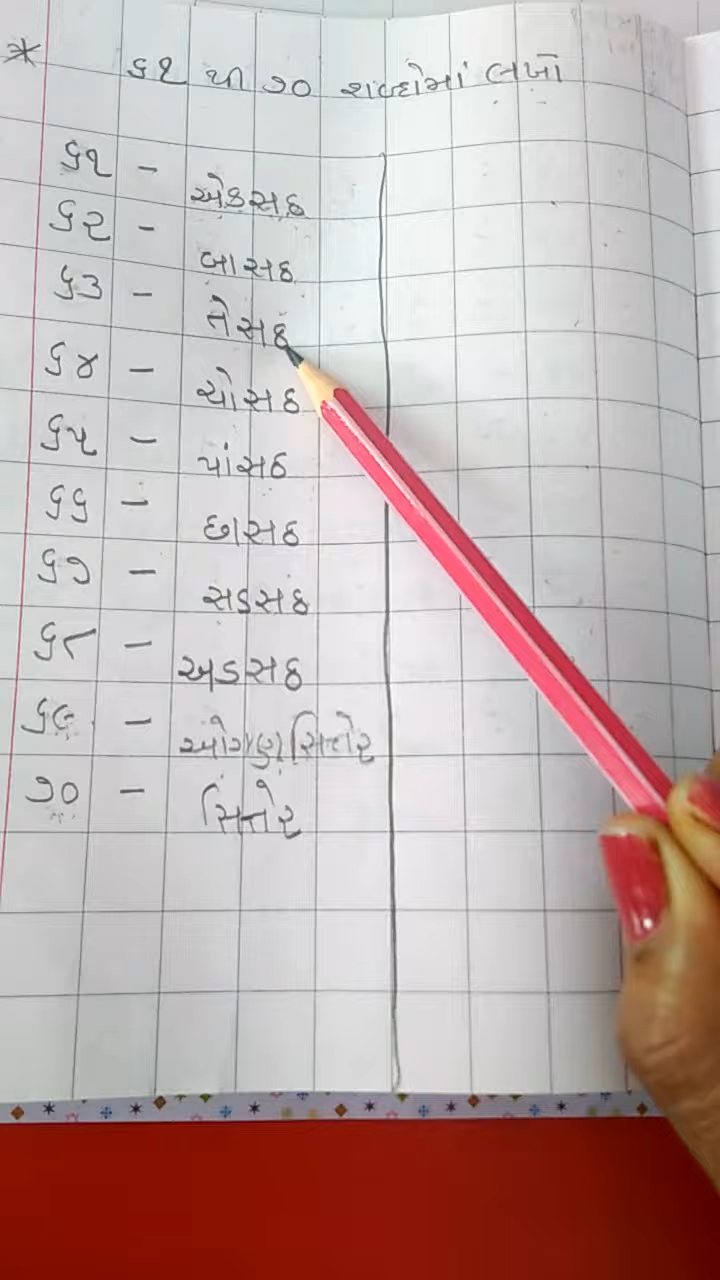 * ૬૧ થી ૭૦ શબ્દોમાં લખો
૬૧ - એકસઠ
૬૨ - બાસઠ
૬૩ - તેસઠ
૬૪ - ચોસઠ
૬૫ - પાંસઠ
૬૬ - છાસઠ
૬૭ - સડસઠ
૬૮ - અડસઠ
૬૯ - ઓગણસિત્તેર
૭૦ - સિત્તેર